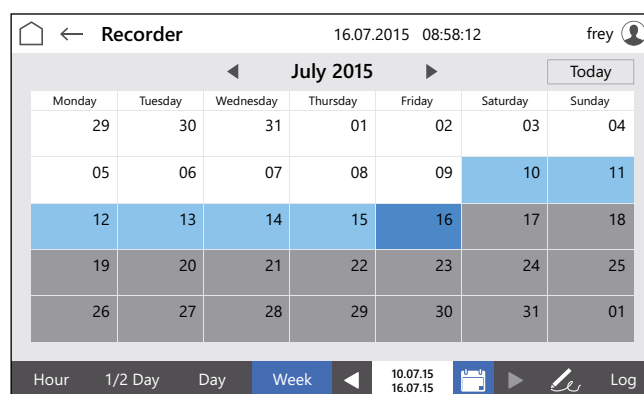 Recorder 16.07.2015 08:58:12 frey
July 2015 Today
Monday Tuesday Wednesday Thursday Friday Saturday Sunday
29 30 31 01 02 03 04
05 06 07 08 09 10 11
12 13 14 15 16 17 18
19 20 21 22 23 24 25
26 27 28 29 30 31 01
Hour 1/2 Day Day Week 10.07.15 Log
16.07.15